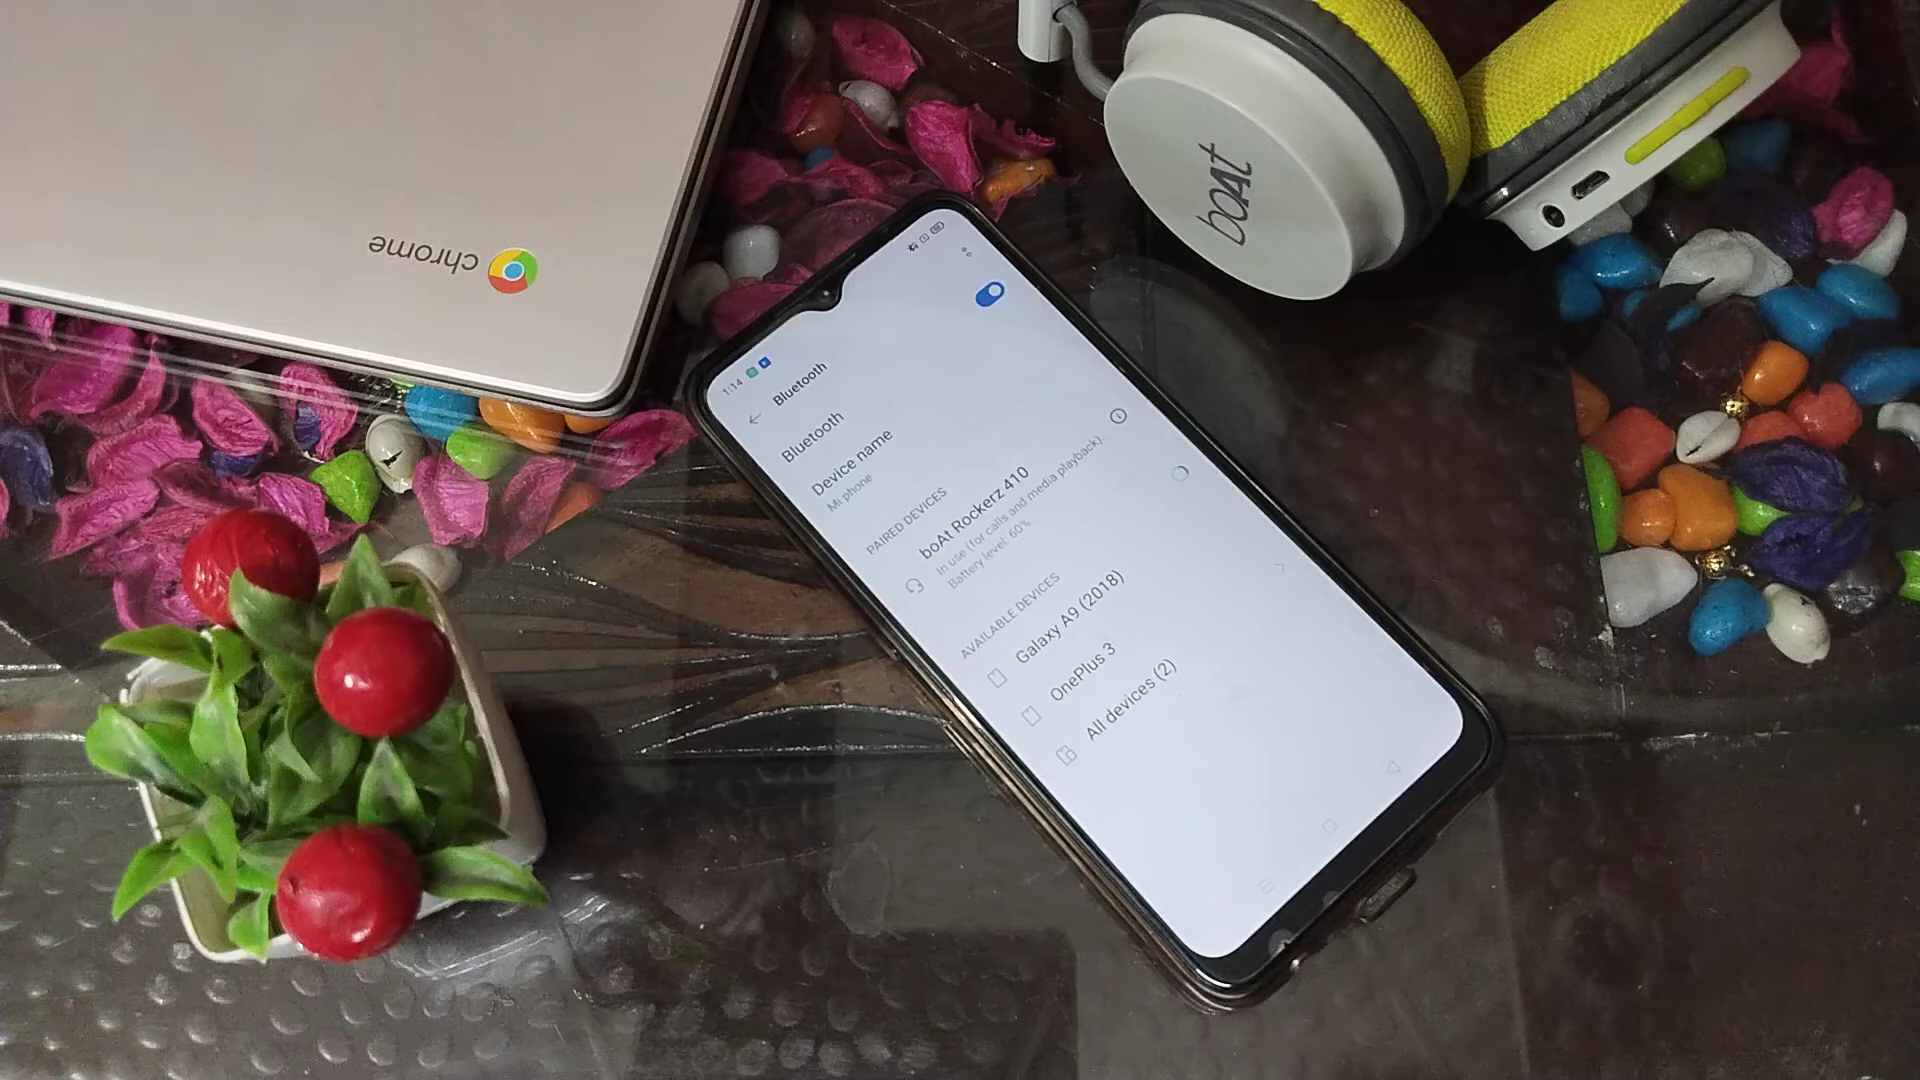 chrome
boAt
1:14
Bluetooth
Bluetooth
Device name
Mi phone
PAIRED DEVICES
boAt Rockerz 410
In use (for calls and media playback).
Battery level: 60%
AVAILABLE DEVICES
Galaxy A9 (2018)
OnePlus 3
All devices (2)